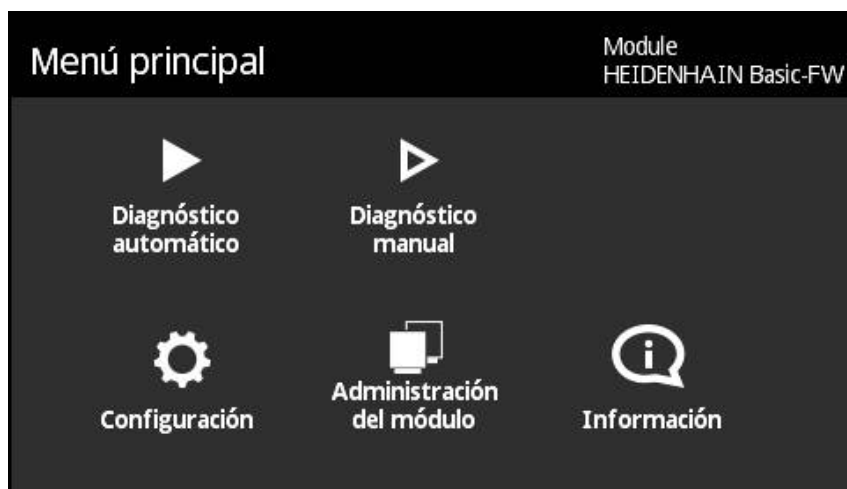 Menú principal
Module
HEIDENHAIN Basic-FW
Diagnóstico
automático
Diagnóstico
manual
Configuración
Administración
del módulo
Información